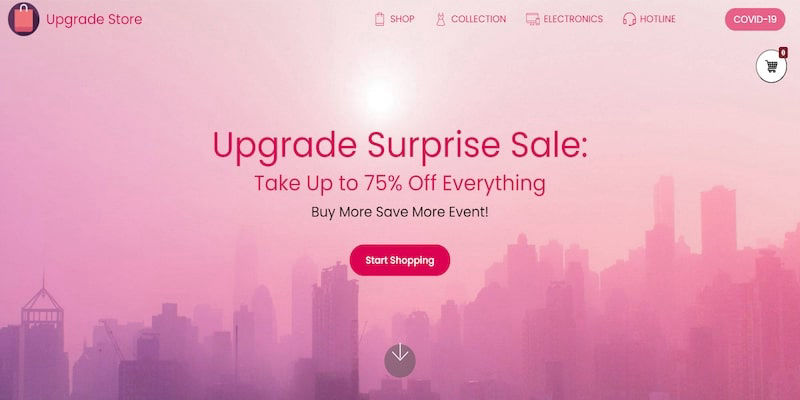 Upgrade Store
SHOP
COLLECTION
ELECTRONICS
HOTLINE
COVID-19
0
Upgrade Surprise Sale:
Take Up to 75% Off Everything
Buy More Save More Event!
Start Shopping